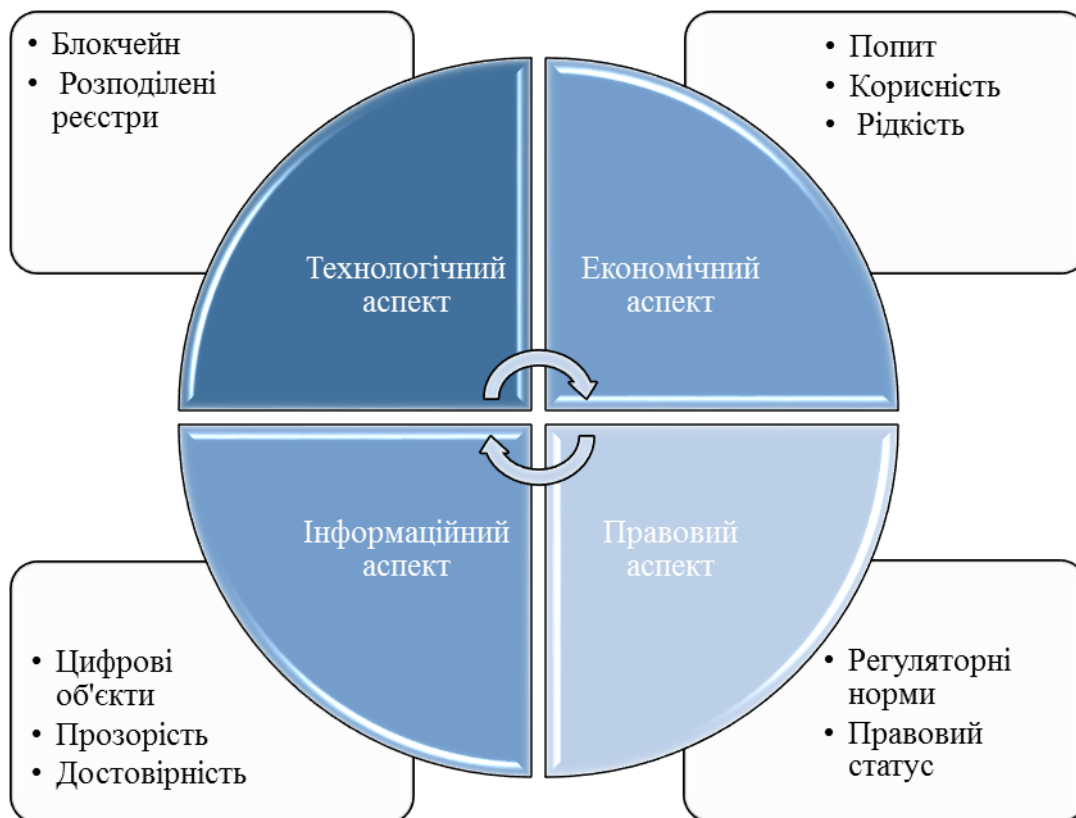 • Блокчейн
• Розподілені
реєстри
• Попит
• Корисність
• Рідкість
Технологічний
аспект
Економічний
аспект
Інформаційний
аспект
Правовий
аспект
• Цифрові
об'єкти
• Прозорість
• Достовірність
• Регуляторні
норми
• Правовий
статус